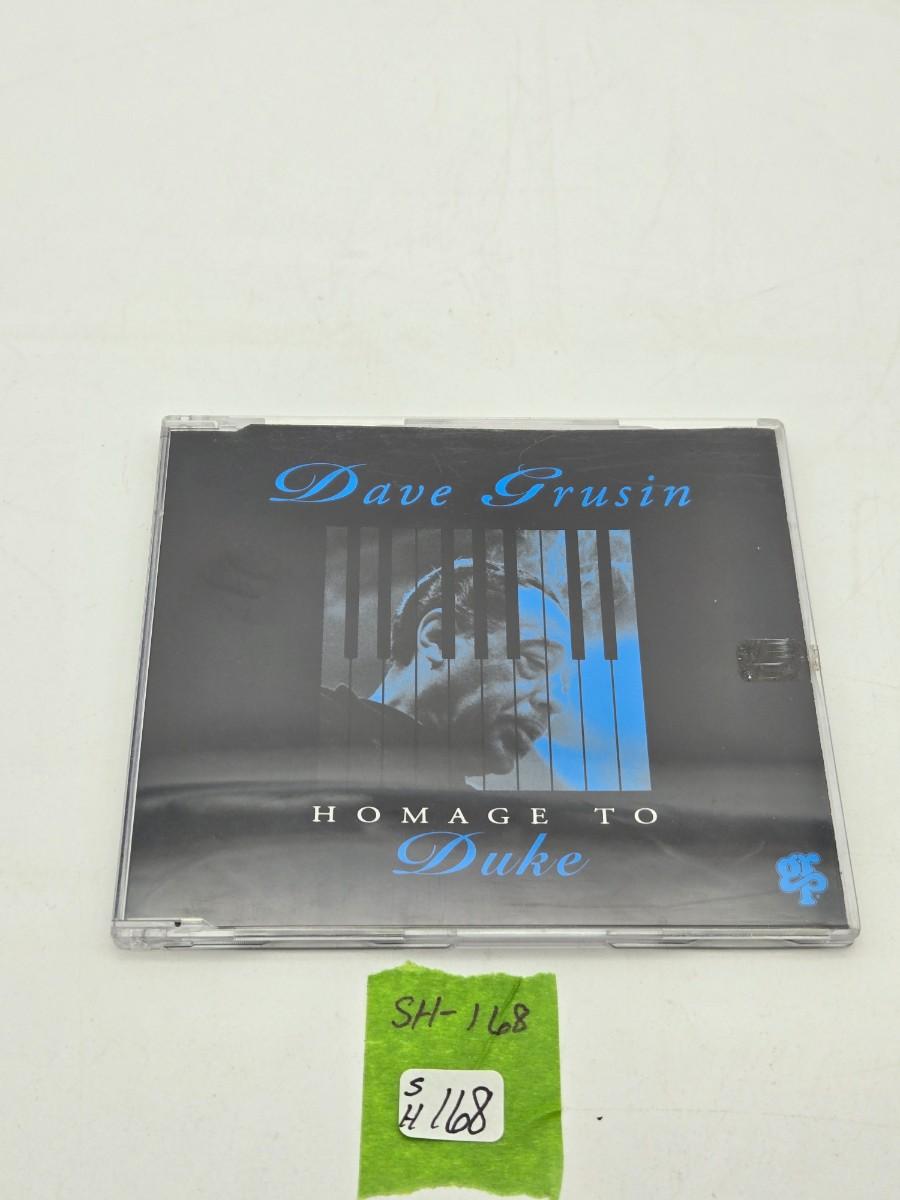 Dave Grusin
HOMAGE TO
Duke
grp
SH-168
S
H 168